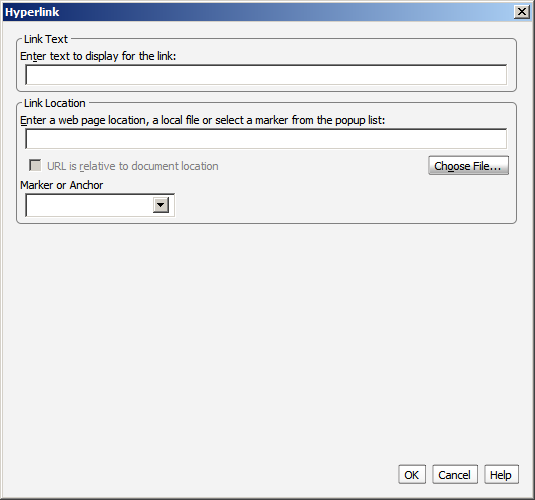 Hyperlink
Link Text
Enter text to display for the link:
Link Location
Enter a web page location, a local file or select a marker from the popup list:
URL is relative to document location
Choose File...
Marker or Anchor
OK Cancel Help